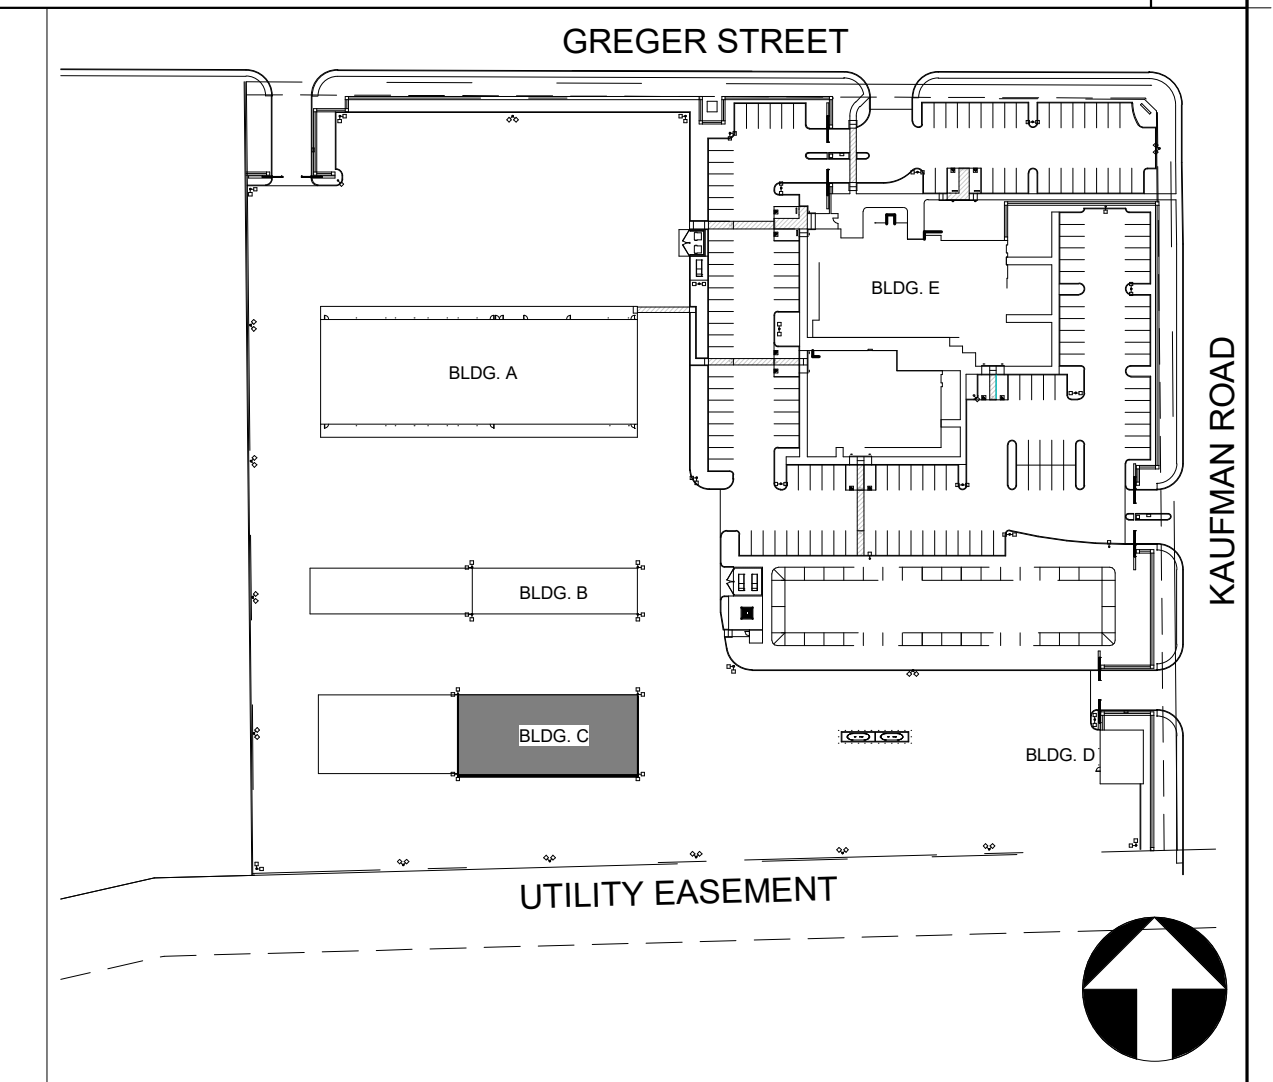 GREGER STREET
BLDG. E
KAUFMAN ROAD
BLDG. A
BLDG. B
BLDG. C
BLDG. D
UTILITY EASEMENT